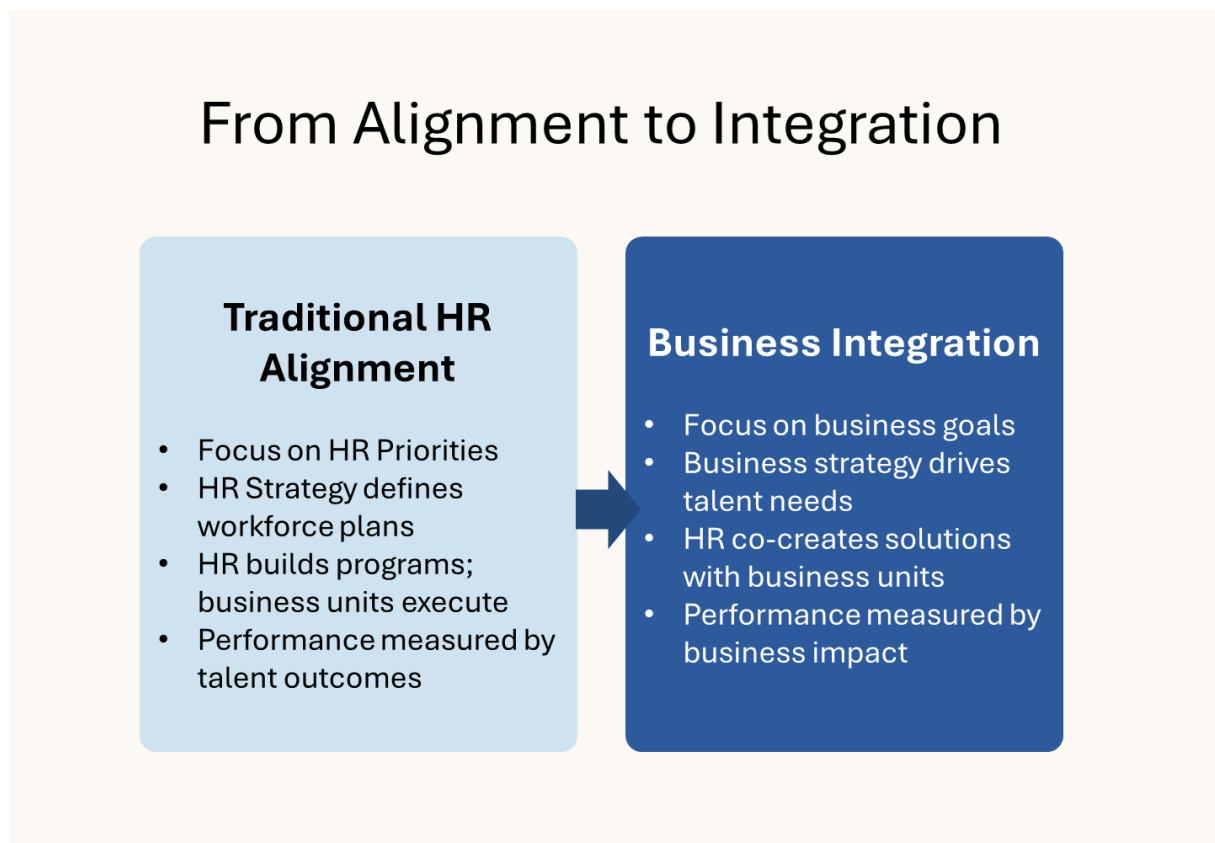 From Alignment to Integration
Traditional HR
Alignment
• Focus on HR Priorities
• HR Strategy defines
workforce plans
• HR builds programs;
business units execute
• Performance measured by
talent outcomes
Business Integration
• Focus on business goals
• Business strategy drives
talent needs
• HR co-creates solutions
with business units
• Performance measured by
business impact